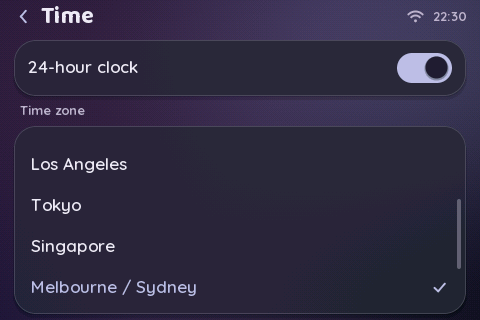 Time
22:30
24-hour clock
Time zone
Los Angeles
Tokyo
Singapore
Melbourne / Sydney